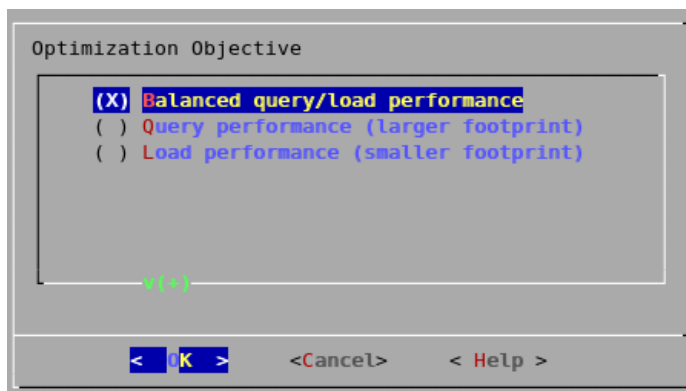 Optimization Objective
(X) Balanced query/load performance
( ) Query performance (larger footprint)
( ) Load performance (smaller footprint)
v(+)
< OK > <Cancel> < Help >